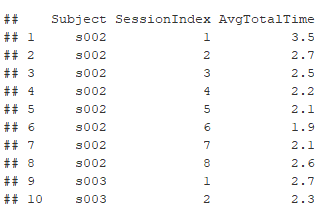 ##    Subject SessionIndex AvgTotalTime
## 1     s002            1          3.5
## 2     s002            2          2.7
## 3     s002            3          2.5
## 4     s002            4          2.2
## 5     s002            5          2.1
## 6     s002            6          1.9
## 7     s002            7          2.1
## 8     s002            8          2.6
## 9     s003            1          2.7
## 10    s003            2          2.3